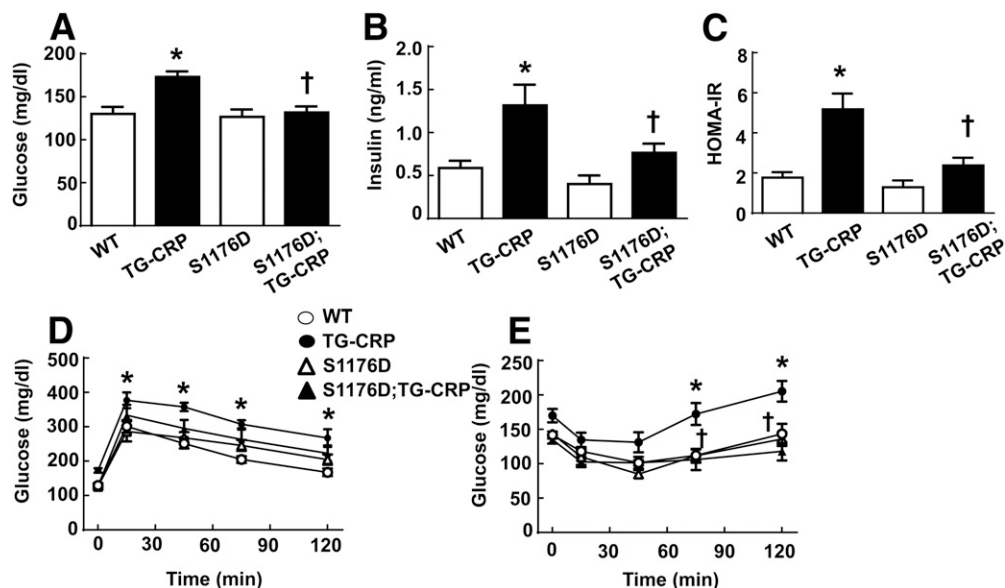 A
Glucose (mg/dl)
200
150
100
50
0
*
†
WT
TG-CRP
S1176D
S1176D;
TG-CRP
B
Insulin (ng/ml)
2.0
1.5
1.0
0.5
0
*
†
WT
TG-CRP
S1176D
S1176D;
TG-CRP
C
HOMA-IR
8
6
4
2
0
*
†
WT
TG-CRP
S1176D
S1176D;
TG-CRP
D
WT
TG-CRP
S1176D
S1176D;TG-CRP
Glucose (mg/dl)
500
400
300
200
100
0
* * * *
0 30 60 90 120
Time (min)
E
Glucose (mg/dl)
250
200
150
100
50
0
* *
† †
0 30 60 90 120
Time (min)